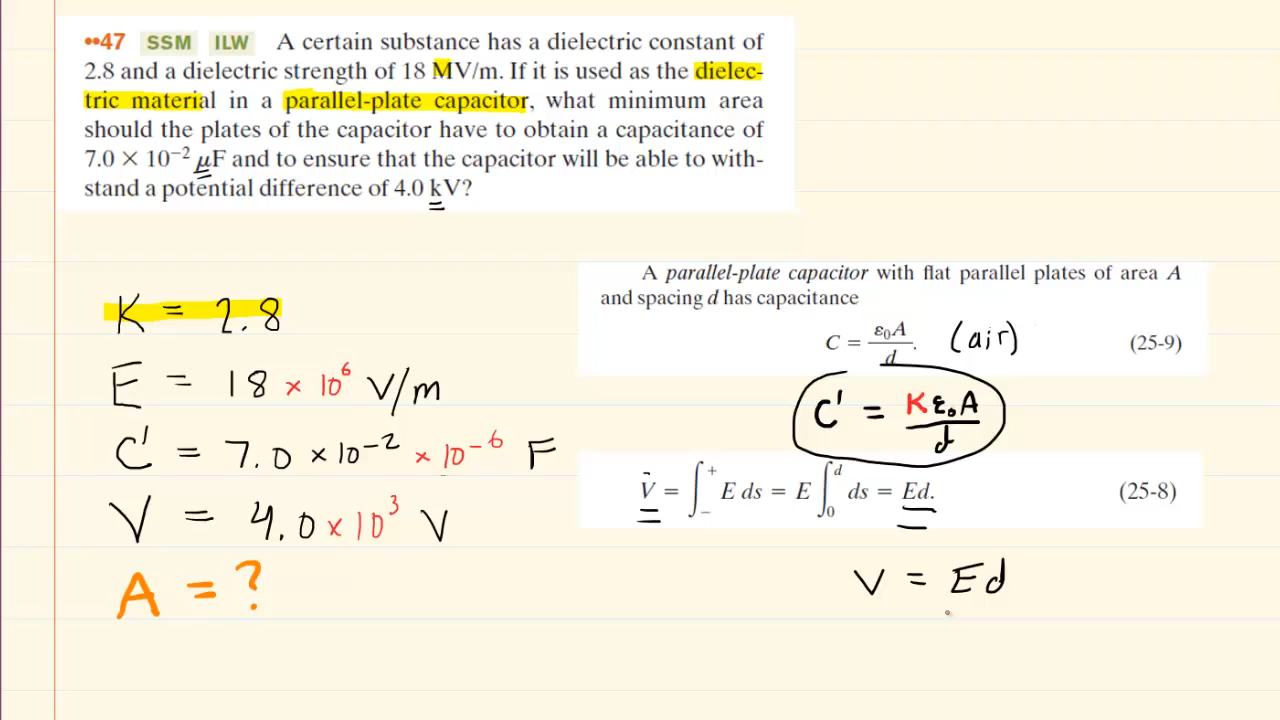 ••47 SSM ILW A certain substance has a dielectric constant of
2.8 and a dielectric strength of 18 MV/m. If it is used as the dielec-
tric material in a parallel-plate capacitor, what minimum area
should the plates of the capacitor have to obtain a capacitance of
7.0 × 10⁻² μF and to ensure that the capacitor will be able to with-
stand a potential difference of 4.0 kV?
A parallel-plate capacitor with flat parallel plates of area A
and spacing d has capacitance
C = ε₀A/d. (air) (25-9)
C' = Kε₀A/d
V = ∫₋⁺ E ds = E ∫₀ᵈ ds = Ed. (25-8)
V = Ed
K = 2.8
E = 18 × 10⁶ V/m
C' = 7.0 × 10⁻² × 10⁻⁶ F
V = 4.0 × 10³ V
A = ?